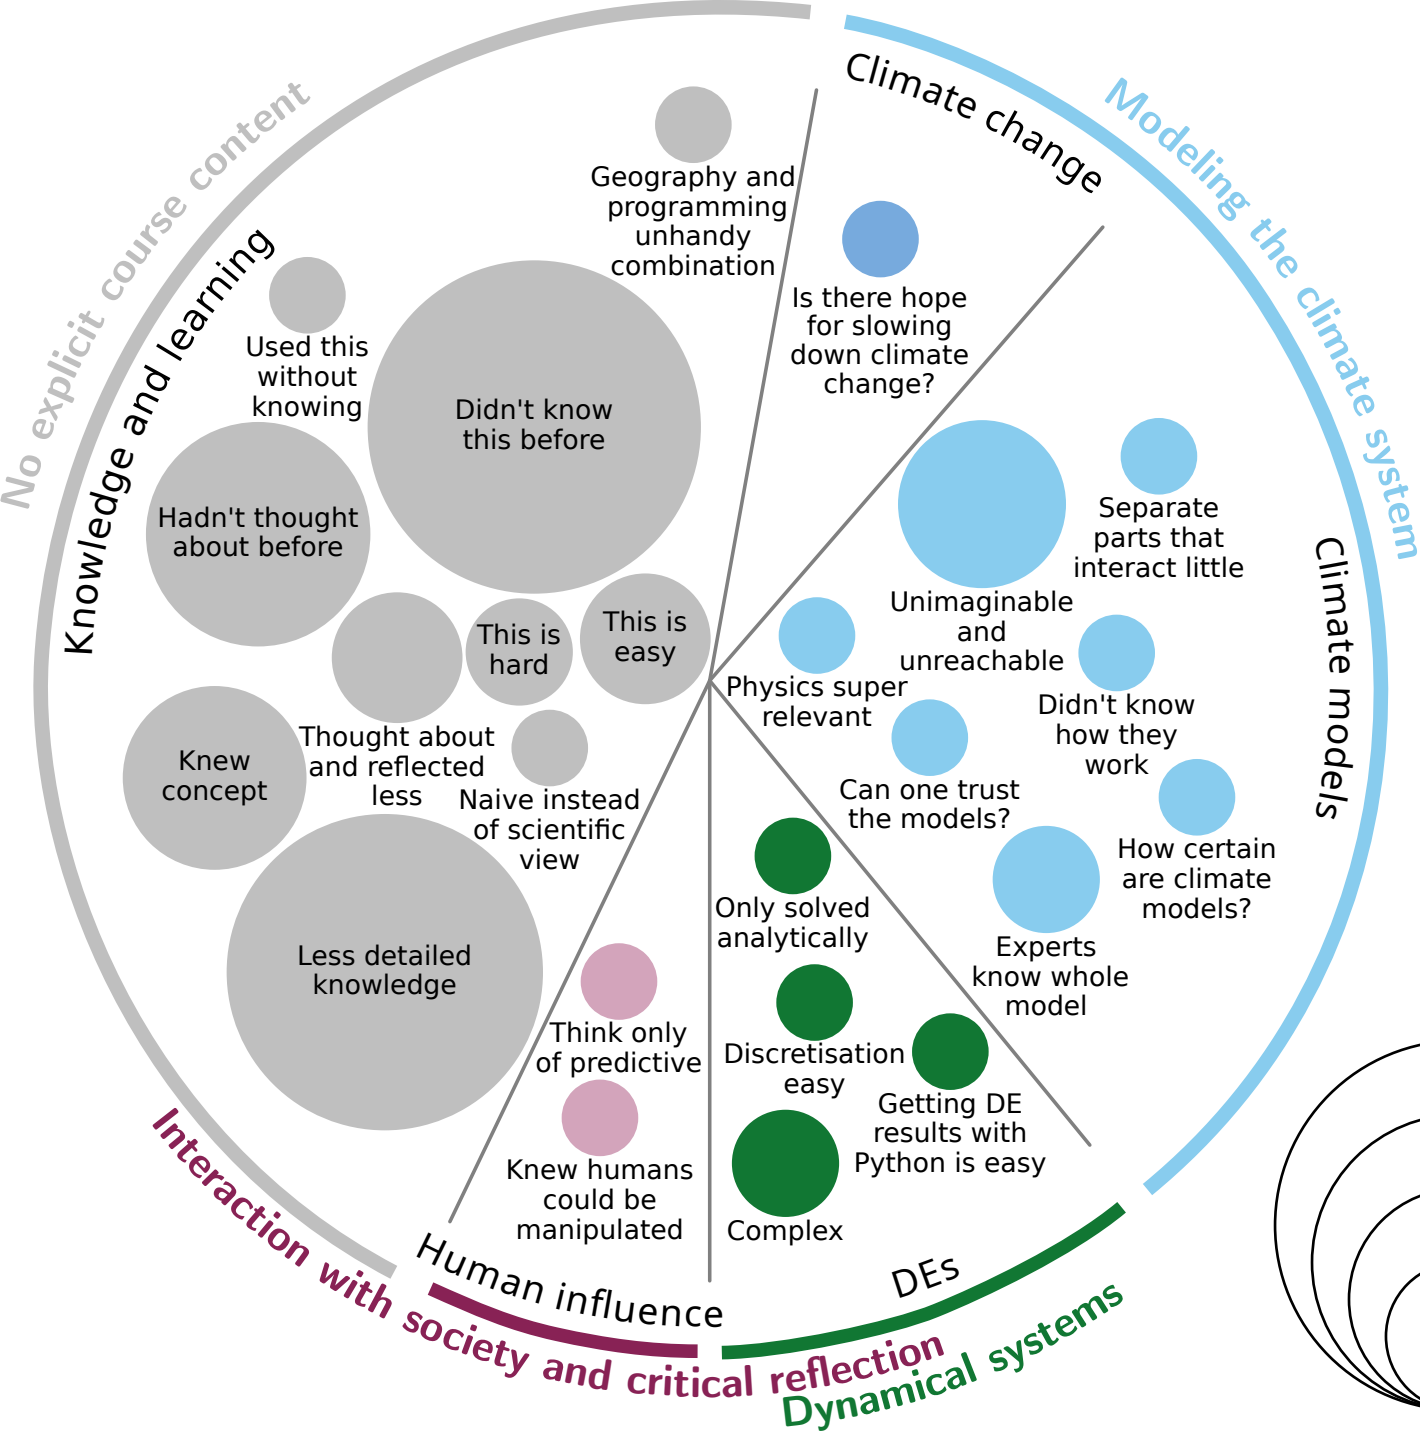 No explicit course content
Knowledge and learning
Geography and
programming
unhandy
combination
Used this
without
knowing
Didn't know
this before
Hadn't thought
about before
This is
hard
This is
easy
Thought about
and reflected
less
Knew
concept
Naive instead
of scientific
view
Less detailed
knowledge
Modeling the climate system
Climate change
Is there hope
for slowing
down climate
change?
Climate models
Unimaginable
and
unreachable
Separate
parts that
interact little
Physics super
relevant
Didn't know
how they
work
Can one trust
the models?
How certain
are climate
models?
Experts
know whole
model
Only solved
analytically
Discretisation
easy
Getting DE
results with
Python is easy
Complex
DEs
Dynamical systems
Think only
of predictive
Knew humans
could be
manipulated
Human influence
Interaction with society and critical reflection